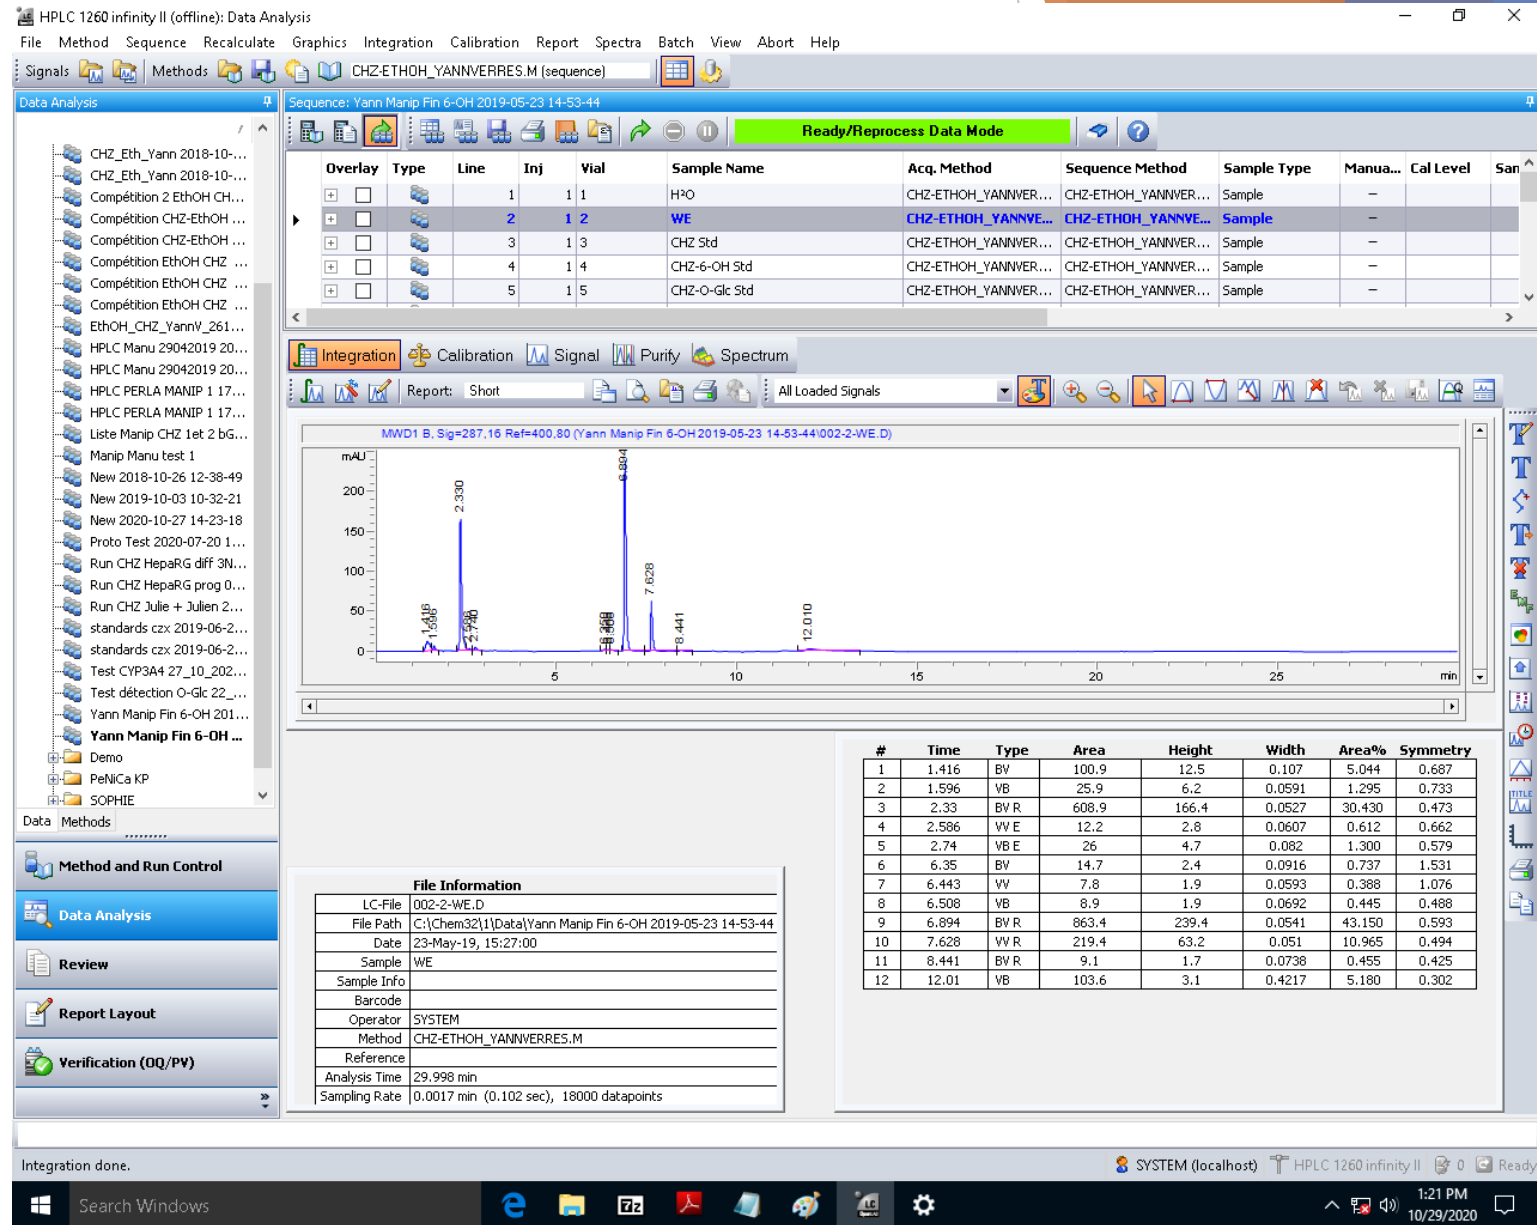 HPLC 1260 infinity II (offline): Data Analysis
File Method Sequence Recalculate Graphics Integration Calibration Report Spectra Batch View Abort Help
Signals Methods CHZ-ETHOH_YANNVERRES.M (sequence)
Data Analysis
CHZ_Eth_Yann 2018-10-...
CHZ_Eth_Yann 2018-10-...
Compétition 2 EthOH CH...
Compétition CHZ-EthOH ...
Compétition CHZ-EthOH ...
Compétition EthOH CHZ ...
Compétition EthOH CHZ ...
Compétition EthOH CHZ ...
EthOH_CHZ_YannV_261...
HPLC Manu 29042019 20...
HPLC Manu 29042019 20...
HPLC PERLA MANIP 1 17...
HPLC PERLA MANIP 1 17...
Liste Manip CHZ 1et 2 bG...
Manip Manu test 1
New 2018-10-26 12-38-49
New 2019-10-03 10-32-21
New 2020-10-27 14-23-18
Proto Test 2020-07-20 1...
Run CHZ HepaRG diff 3N...
Run CHZ HepaRG prog 0...
Run CHZ Julie + Julien 2...
standards czx 2019-06-2...
standards czx 2019-06-2...
Test CYP3A4 27_10_202...
Test détection O-Glc 22_...
Yann Manip Fin 6-OH 201...
Yann Manip Fin 6-OH ...
Demo
PeNiCa KP
SOPHIE
Data Methods
Method and Run Control
Data Analysis
Review
Report Layout
Verification (OQ/PV)
Sequence: Yann Manip Fin 6-OH 2019-05-23 14-53-44
Ready/Reprocess Data Mode
Overlay Type Line Inj Vial Sample Name Acq. Method Sequence Method Sample Type Manua... Cal Level San
1 1 1 H²O CHZ-ETHOH_YANNVER... CHZ-ETHOH_YANNVER... Sample –
2 1 2 WE CHZ-ETHOH_YANNVE... CHZ-ETHOH_YANNVE... Sample –
3 1 3 CHZ Std CHZ-ETHOH_YANNVER... CHZ-ETHOH_YANNVER... Sample –
4 1 4 CHZ-6-OH Std CHZ-ETHOH_YANNVER... CHZ-ETHOH_YANNVER... Sample –
5 1 5 CHZ-O-Glc Std CHZ-ETHOH_YANNVER... CHZ-ETHOH_YANNVER... Sample
Integration Calibration Signal Purify Spectrum
Report: Short All Loaded Signals
MWD1 B, Sig=287,16 Ref=400,80 (Yann Manip Fin 6-OH 2019-05-23 14-53-44\002-2-WE.D)
mAU
200
150
100
50
0
1.416
1.596
2.330
2.586
2.740
6.894
7.628
8.441
12.010
5 10 15 20 25 min
# Time Type Area Height Width Area% Symmetry
1 1.416 BV 100.9 12.5 0.107 5.044 0.687
2 1.596 VB 25.9 6.2 0.0591 1.295 0.733
3 2.33 BV R 608.9 166.4 0.0527 30.430 0.473
4 2.586 VV E 12.2 2.8 0.0607 0.612 0.662
5 2.74 VB E 26 4.7 0.082 1.300 0.579
6 6.35 BV 14.7 2.4 0.0916 0.737 1.531
7 6.443 VV 7.8 1.9 0.0593 0.388 1.076
8 6.508 VB 8.9 1.9 0.0692 0.445 0.488
9 6.894 BV R 863.4 239.4 0.0541 43.150 0.593
10 7.628 VV R 219.4 63.2 0.051 10.965 0.494
11 8.441 BV R 9.1 1.7 0.0738 0.455 0.425
12 12.01 VB 103.6 3.1 0.4217 5.180 0.302
File Information
LC-File 002-2-WE.D
File Path C:\Chem32\1\Data\Yann Manip Fin 6-OH 2019-05-23 14-53-44
Date 23-May-19, 15:27:00
Sample WE
Sample Info
Barcode
Operator SYSTEM
Method CHZ-ETHOH_YANNVERRES.M
Reference
Analysis Time 29.998 min
Sampling Rate 0.0017 min (0.102 sec), 18000 datapoints
Integration done.
SYSTEM (localhost) HPLC 1260 infinity II 0 Ready
Search Windows
1:21 PM
10/29/2020